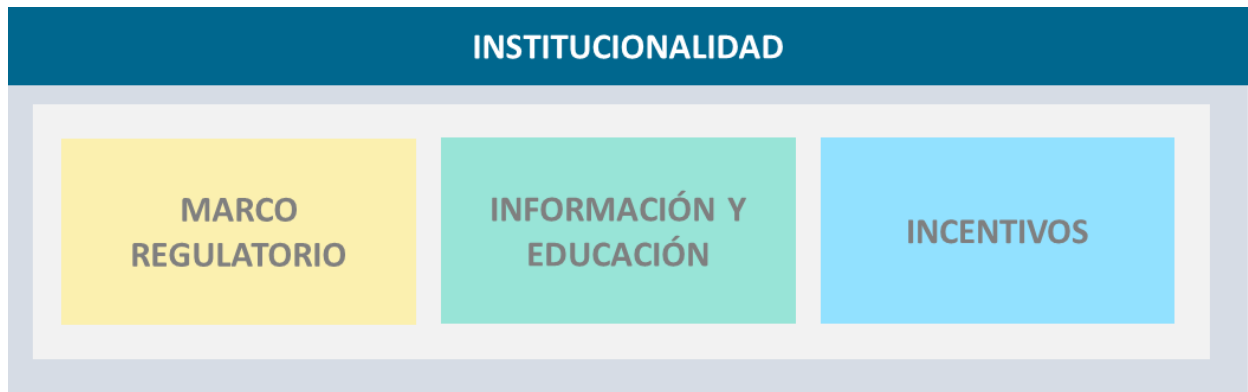 INSTITUCIONALIDAD
MARCO
REGULATORIO
INFORMACIÓN Y
EDUCACIÓN
INCENTIVOS